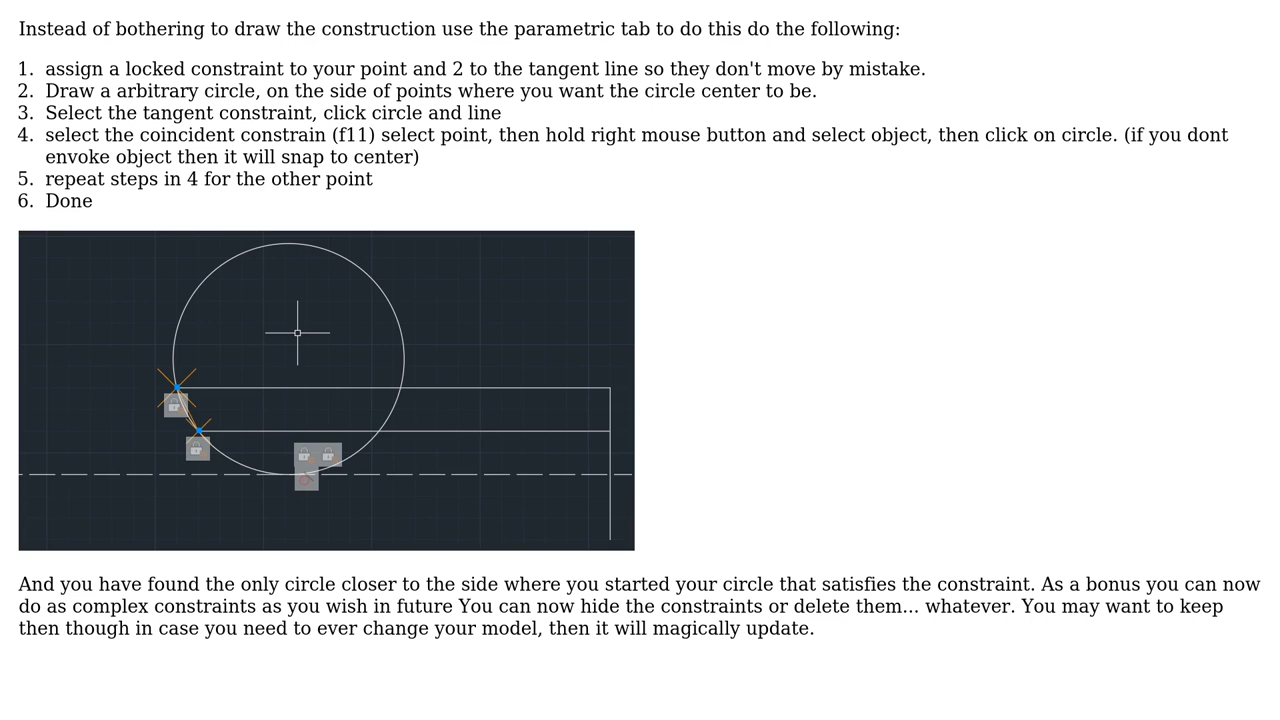 Instead of bothering to draw the construction use the parametric tab to do this do the following:
1. assign a locked constraint to your point and 2 to the tangent line so they don't move by mistake.
2. Draw a arbitrary circle, on the side of points where you want the circle center to be.
3. Select the tangent constraint, click circle and line
4. select the coincident constrain (f11) select point, then hold right mouse button and select object, then click on circle. (if you dont
envoke object then it will snap to center)
5. repeat steps in 4 for the other point
6. Done
And you have found the only circle closer to the side where you started your circle that satisfies the constraint. As a bonus you can now
do as complex constraints as you wish in future You can now hide the constraints or delete them... whatever. You may want to keep
then though in case you need to ever change your model, then it will magically update.